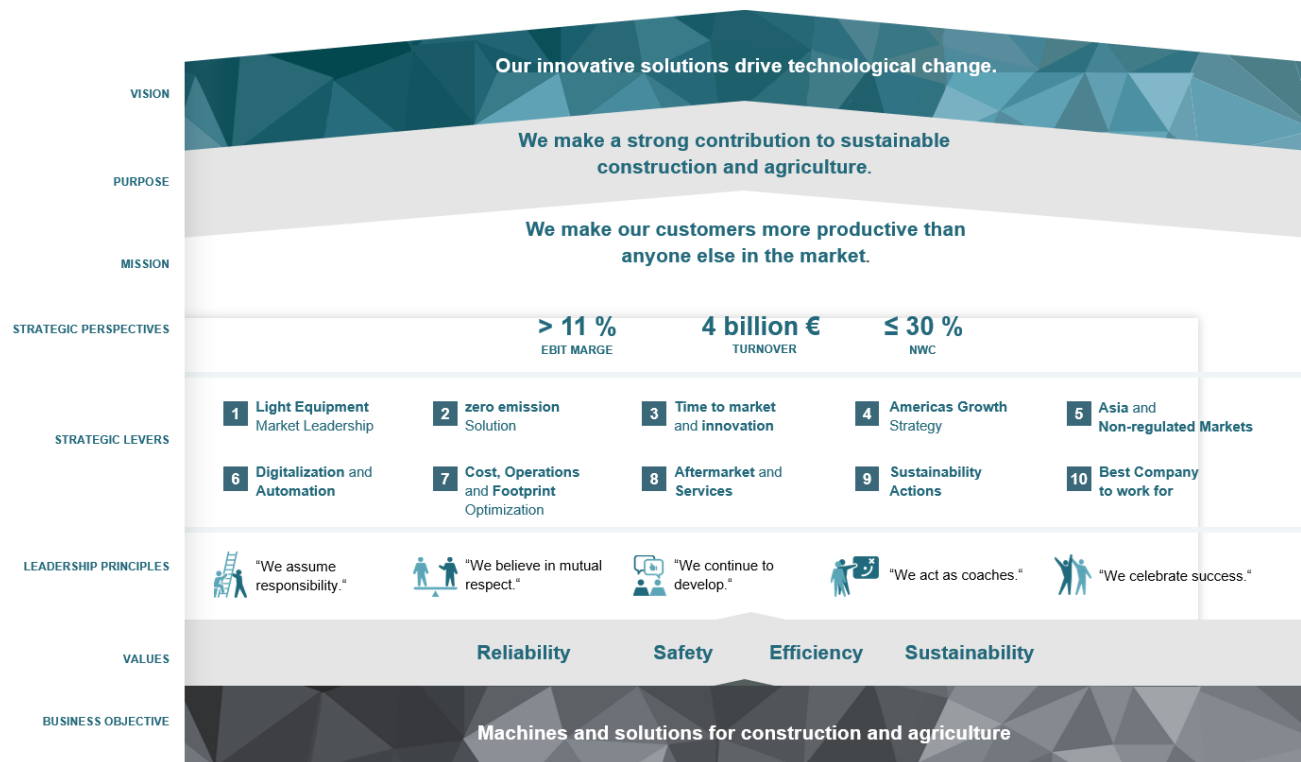 VISION
Our innovative solutions drive technological change.
PURPOSE
We make a strong contribution to sustainable
construction and agriculture.
MISSION
We make our customers more productive than
anyone else in the market.
STRATEGIC PERSPECTIVES
> 11 %
EBIT MARGE
4 billion €
TURNOVER
≤ 30 %
NWC
STRATEGIC LEVERS
1
Light Equipment
Market Leadership
2
zero emission
Solution
3
Time to market
and innovation
4
Americas Growth
Strategy
5
Asia and
Non-regulated Markets
6
Digitalization and
Automation
7
Cost, Operations
and Footprint
Optimization
8
Aftermarket and
Services
9
Sustainability
Actions
10
Best Company
to work for
LEADERSHIP PRINCIPLES
“We assume
responsibility.“
“We believe in mutual
respect.“
“We continue to
develop.“
“We act as coaches.“
“We celebrate success.“
VALUES
Reliability
Safety
Efficiency
Sustainability
BUSINESS OBJECTIVE
Machines and solutions for construction and agriculture